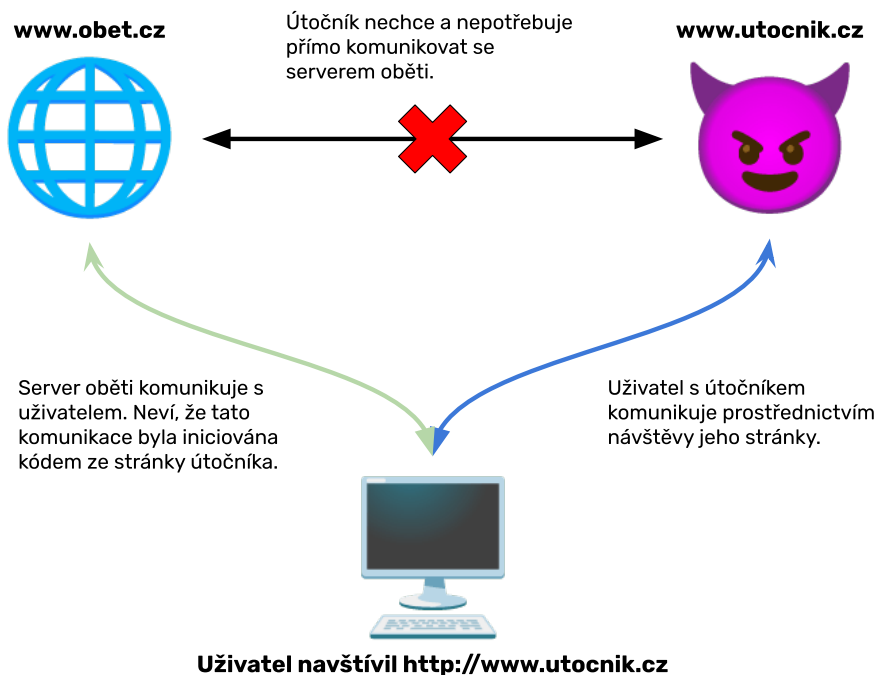 www.obet.cz
Útočník nechce a nepotřebuje
přímo komunikovat se
serverem oběti.
www.utocnik.cz
Server oběti komunikuje s
uživatelem. Neví, že tato
komunikace byla iniciována
kódem ze stránky útočníka.
Uživatel s útočníkem
komunikuje prostřednictvím
návštěvy jeho stránky.
Uživatel navštívil http://www.utocnik.cz